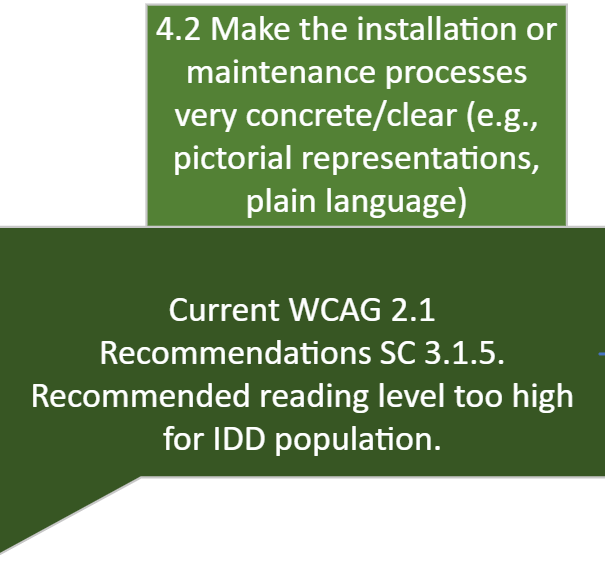 4.2 Make the installation or
maintenance processes
very concrete/clear (e.g.,
pictorial representations,
plain language)
Current WCAG 2.1
Recommendations SC 3.1.5.
Recommended reading level too high
for IDD population.